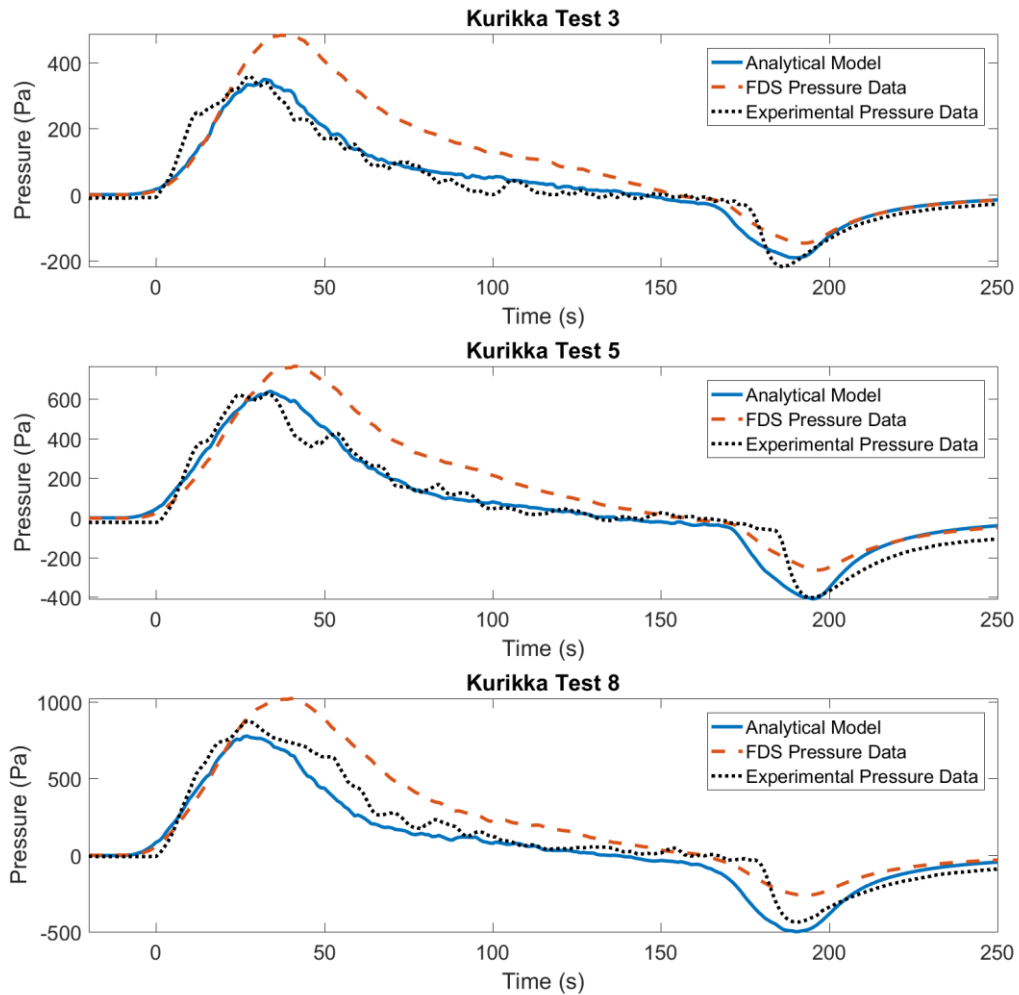 Kurikka Test 3
Pressure (Pa)
400
200
0
-200
Analytical Model
FDS Pressure Data
Experimental Pressure Data
0 50 100 150 200 250
Time (s)
Kurikka Test 5
Pressure (Pa)
600
400
200
0
-200
-400
Analytical Model
FDS Pressure Data
Experimental Pressure Data
0 50 100 150 200 250
Time (s)
Kurikka Test 8
Pressure (Pa)
1000
500
0
-500
Analytical Model
FDS Pressure Data
Experimental Pressure Data
0 50 100 150 200 250
Time (s)